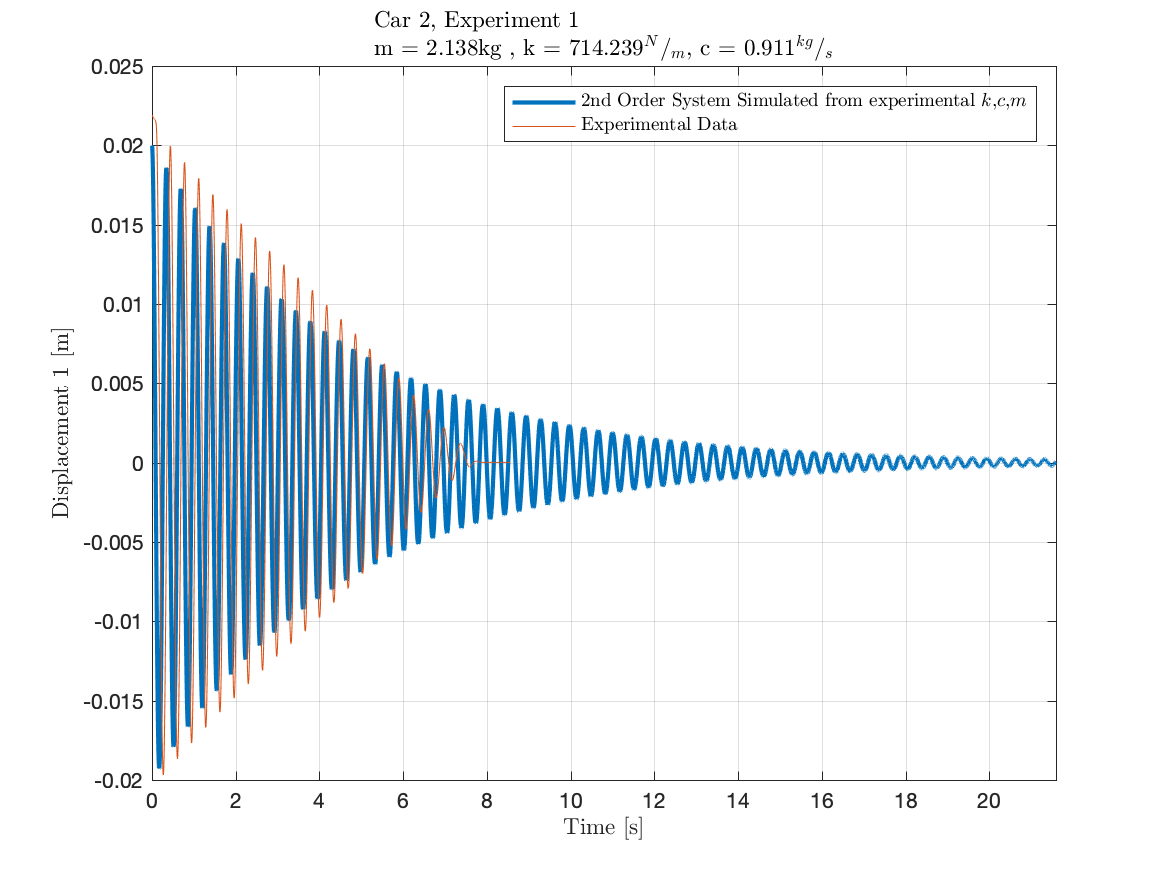 Car 2, Experiment 1
m = 2.138kg , k = 714.239N/m, c = 0.911kg/s
0.025
0.02
0.015
0.01
0.005
0
-0.005
-0.01
-0.015
-0.02
Displacement 1 [m]
2nd Order System Simulated from experimental k,c,m
Experimental Data
0 2 4 6 8 10 12 14 16 18 20
Time [s]